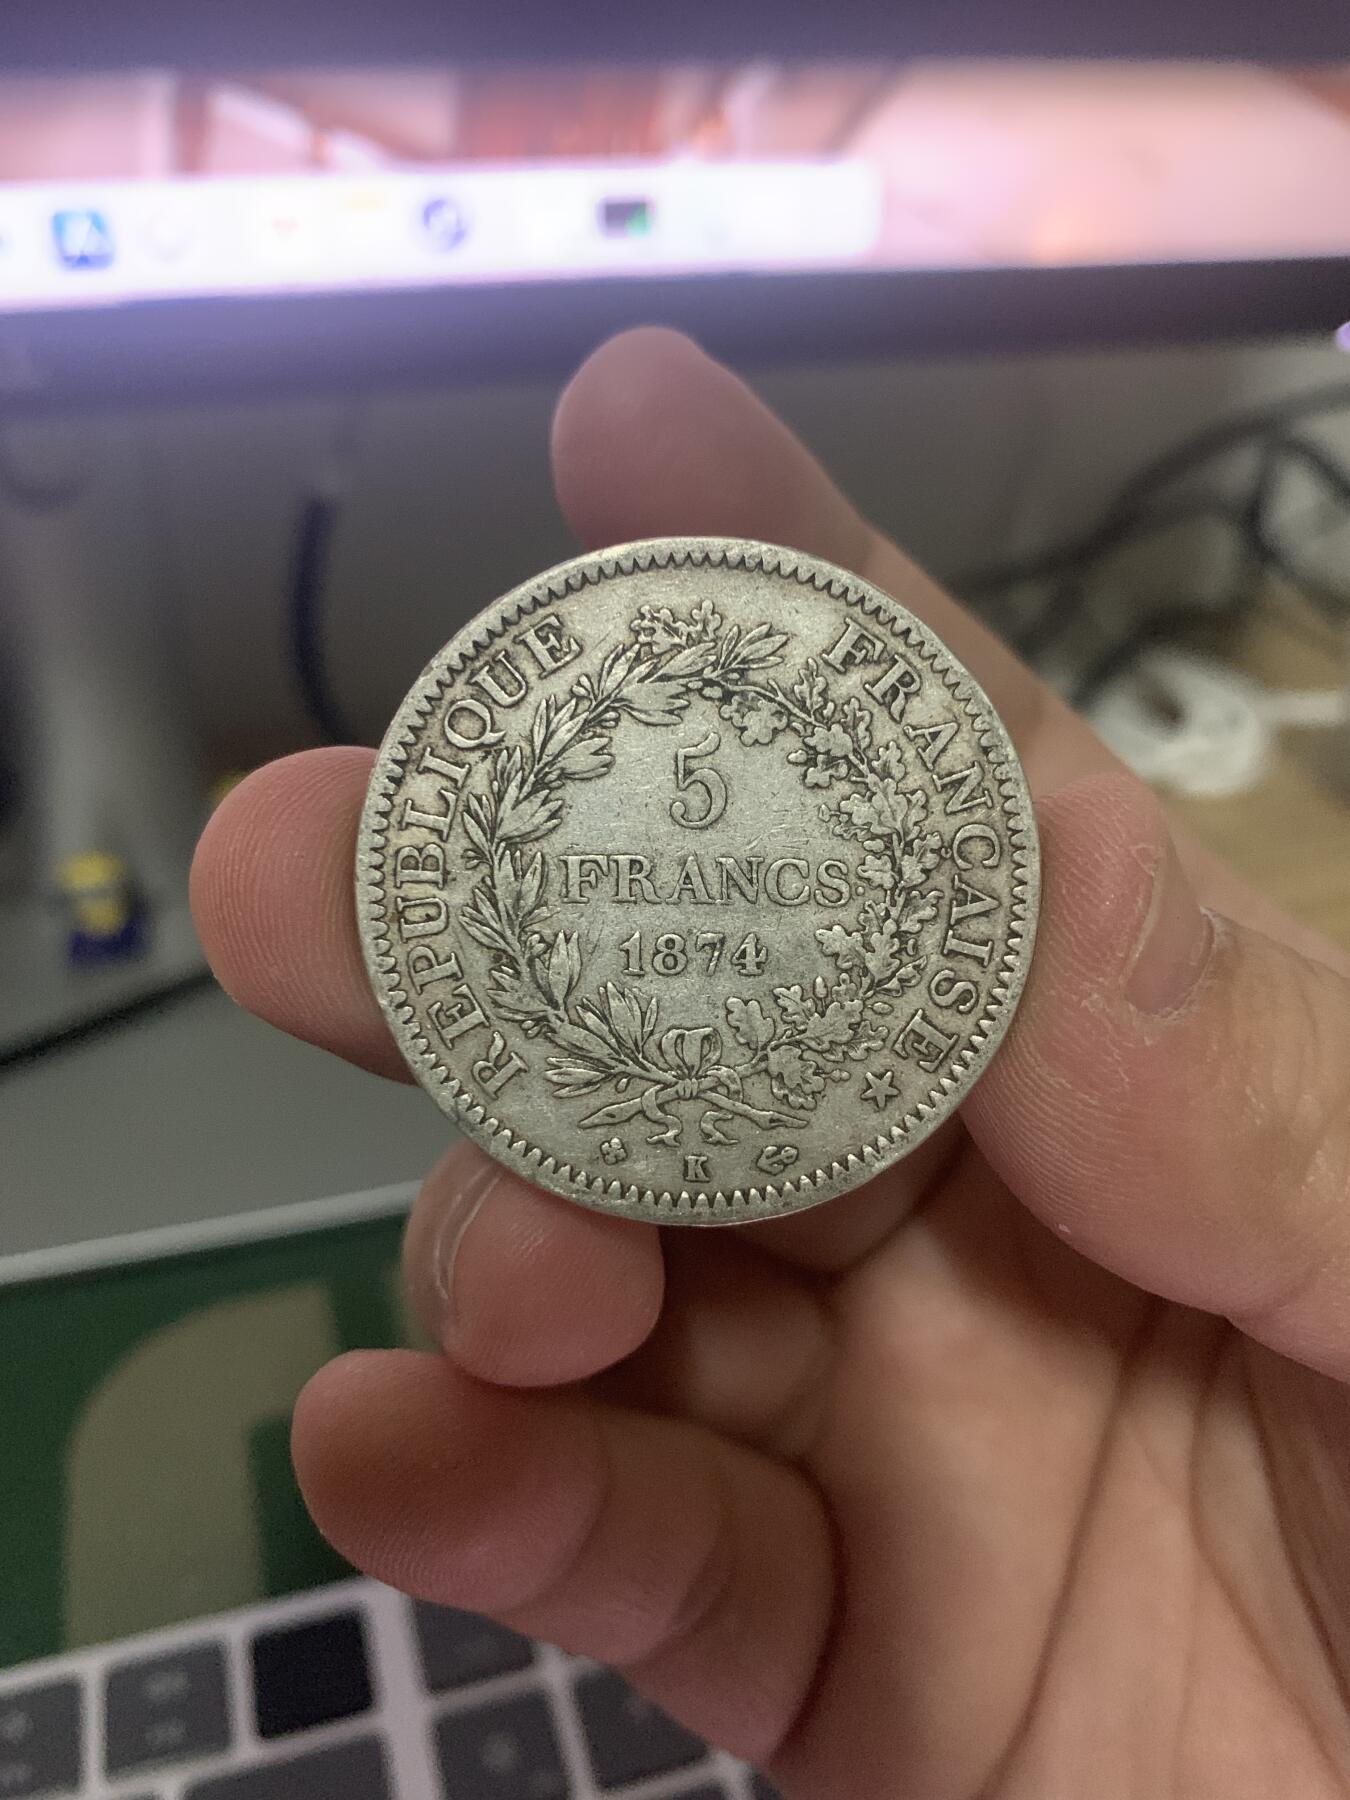 REPUBLIQUE FRANCAISE
5
FRANCS
1874
K